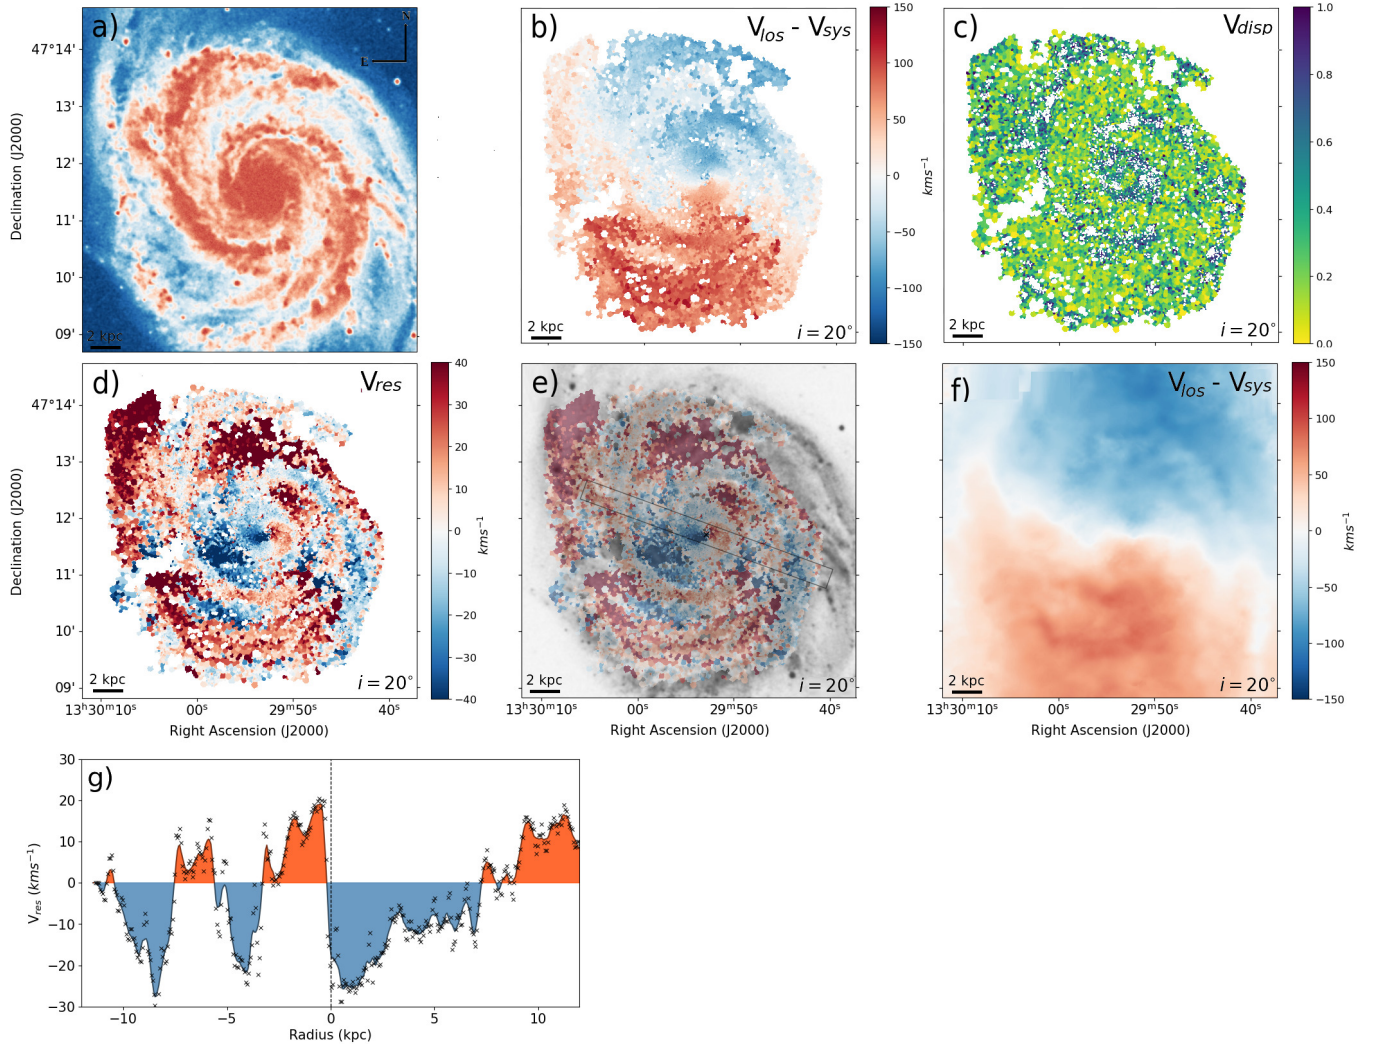 a)
N
E
47°14'
13'
12'
11'
10'
09'
Declination (J2000)
2 kpc
b)
V_los - V_sys
2 kpc
i = 20°
150
100
50
0
−50
−100
−150
kms⁻¹
c)
V_disp
2 kpc
i = 20°
1.0
0.8
0.6
0.4
0.2
0.0
d)
V_res
47°14'
13'
12'
11'
10'
09'
Declination (J2000)
2 kpc
i = 20°
13ʰ30ᵐ10ˢ
00ˢ
29ᵐ50ˢ
40ˢ
Right Ascension (J2000)
40
30
20
10
0
−10
−20
−30
−40
kms⁻¹
e)
2 kpc
i = 20°
13ʰ30ᵐ10ˢ
00ˢ
29ᵐ50ˢ
40ˢ
Right Ascension (J2000)
f)
V_los - V_sys
2 kpc
i = 20°
13ʰ30ᵐ10ˢ
00ˢ
29ᵐ50ˢ
40ˢ
Right Ascension (J2000)
150
100
50
0
−50
−100
−150
kms⁻¹
g)
30
20
10
0
−10
−20
−30
V_res (kms⁻¹)
−10
−5
0
5
10
Radius (kpc)